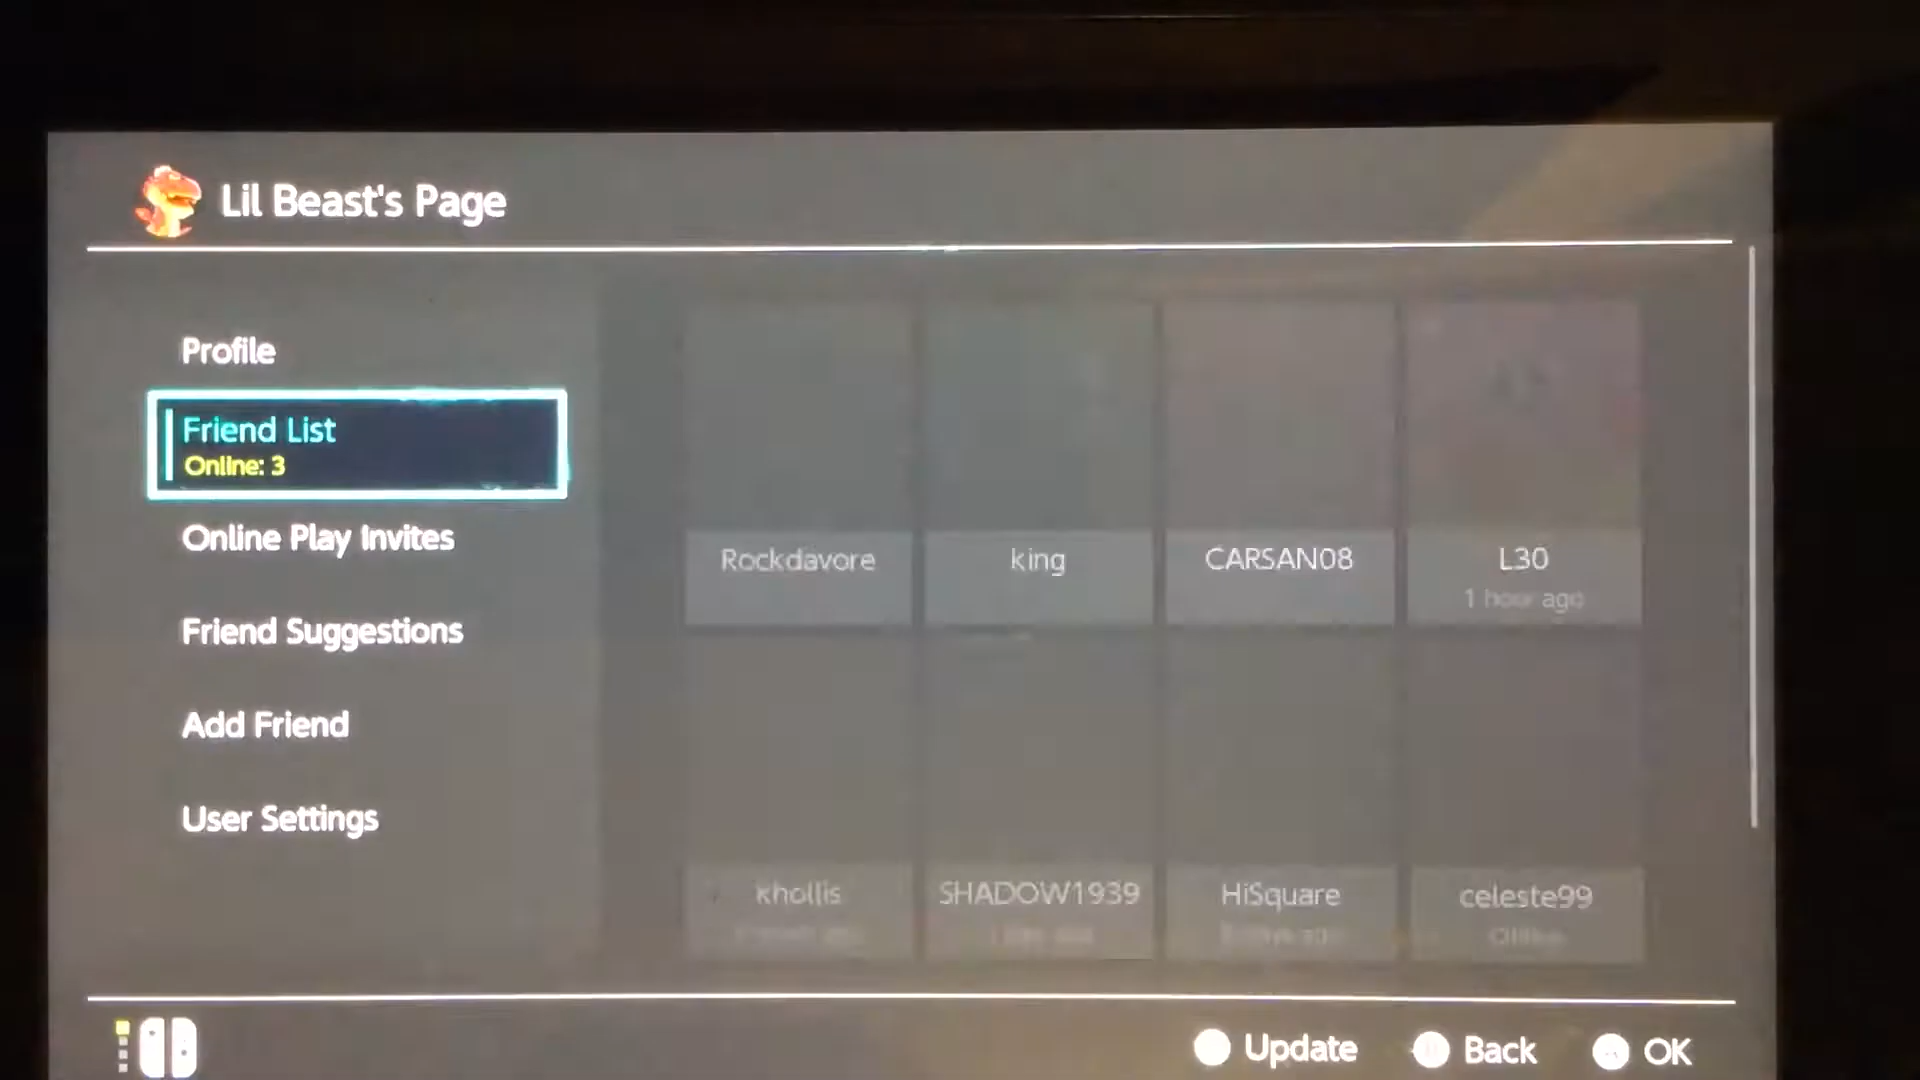 Lil Beast's Page
Profile
Friend List
Online: 3
Online Play Invites
Friend Suggestions
Add Friend
User Settings
Rockdavore
king
CARSAN08
L30
1 hour ago
khollis
SHADOW1939
HiSquare
celeste99
Update
Back
OK